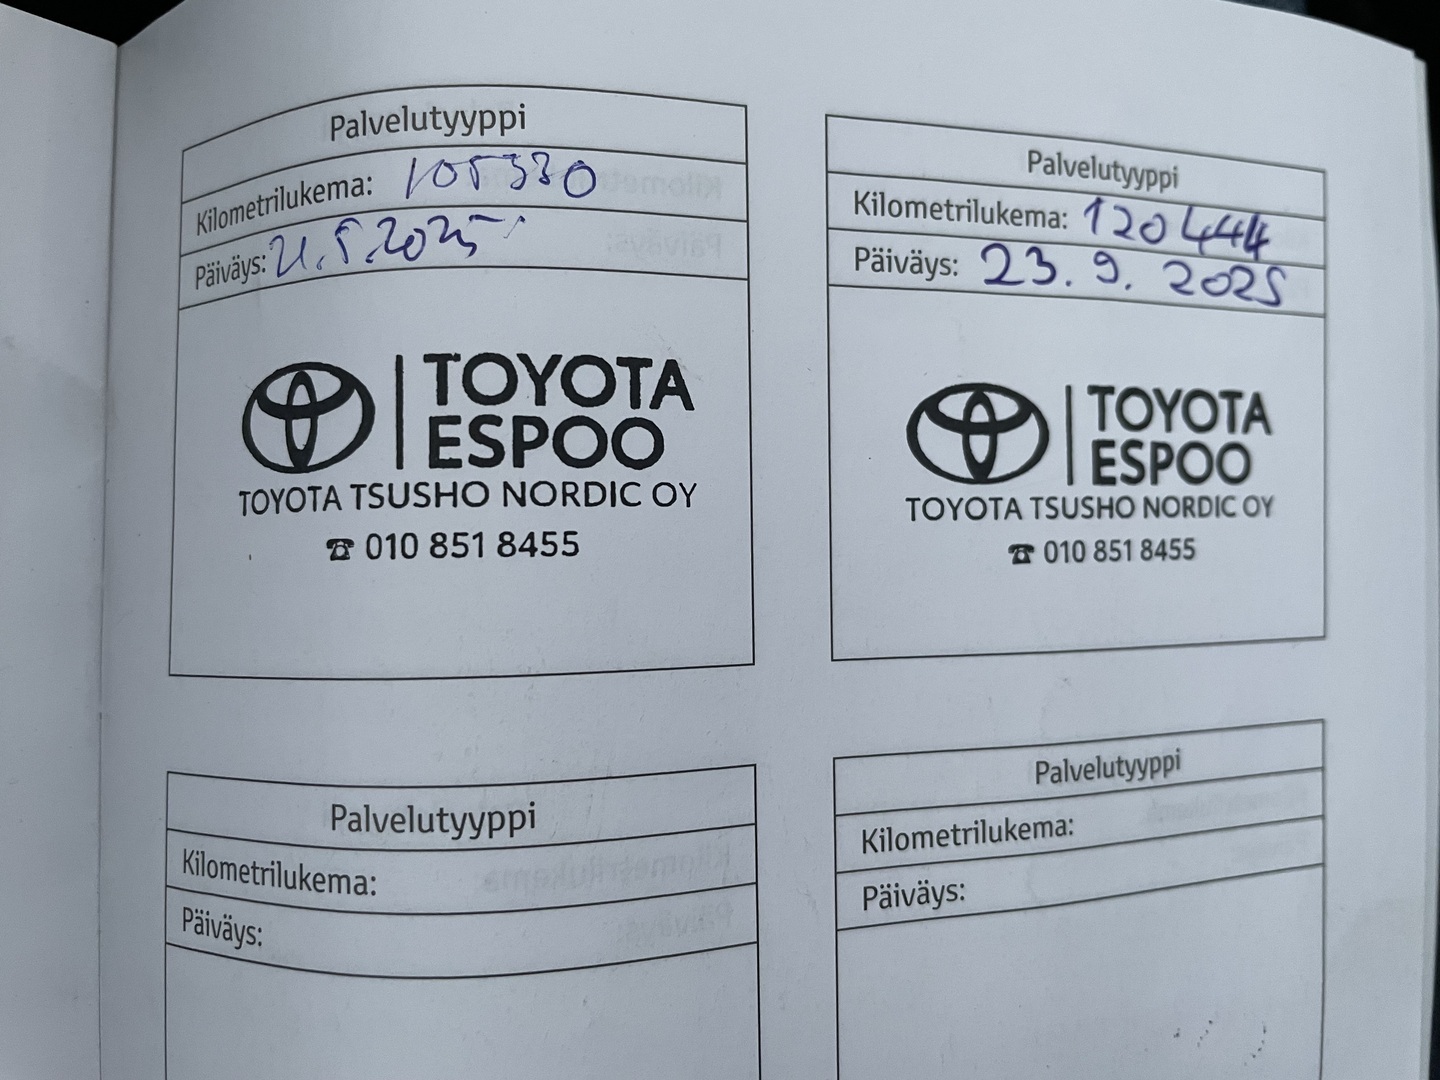 Palvelutyyppi
Kilometrilukema: 105330
Päiväys: 21.5.2025
TOYOTA
ESPOO
TOYOTA TSUSHO NORDIC OY
☎ 010 851 8455
Palvelutyyppi
Kilometrilukema: 120444
Päiväys: 23. 9. 2025
TOYOTA
ESPOO
TOYOTA TSUSHO NORDIC OY
☎ 010 851 8455
Palvelutyyppi
Kilometrilukema:
Päiväys:
Palvelutyyppi
Kilometrilukema:
Päiväys: